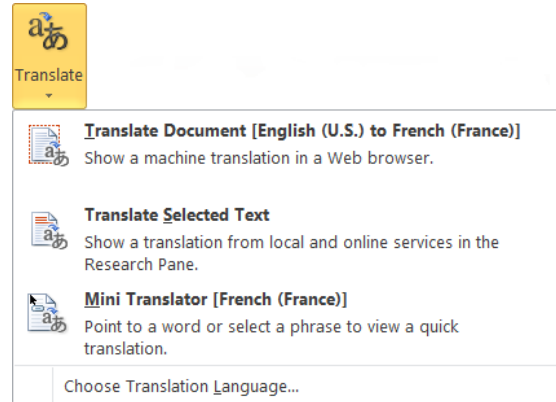 Translate
Translate Document [English (U.S.) to French (France)]
Show a machine translation in a Web browser.
Translate Selected Text
Show a translation from local and online services in the
Research Pane.
Mini Translator [French (France)]
Point to a word or select a phrase to view a quick
translation.
Choose Translation Language...